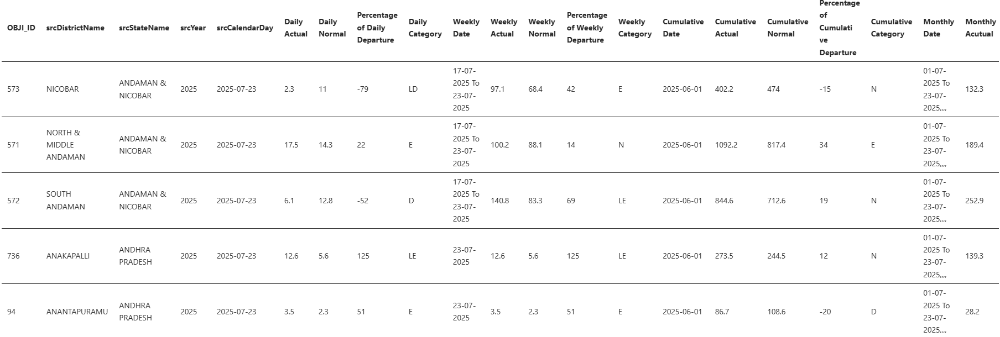 OBJI_ID srcDistrictName srcStateName srcYear srcCalendarDay Daily Actual Daily Normal Percentage of Daily Departure Daily Category Weekly Date Weekly Actual Weekly Normal Percentage of Weekly Departure Weekly Category Cumulative Date Cumulative Actual Cumulative Normal Percentage of Cumulati ve Departure Cumulative Category Monthly Date Monthly Acutual
573 NICOBAR ANDAMAN & NICOBAR 2025 2025-07-23 2.3 11 -79 LD 17-07-2025 To 23-07-2025 97.1 68.4 42 E 2025-06-01 402.2 474 -15 N 01-07-2025 To 23-07-2025,,,, 132.3
571 NORTH & MIDDLE ANDAMAN ANDAMAN & NICOBAR 2025 2025-07-23 17.5 14.3 22 E 17-07-2025 To 23-07-2025 100.2 88.1 14 N 2025-06-01 1092.2 817.4 34 E 01-07-2025 To 23-07-2025,,,, 189.4
572 SOUTH ANDAMAN ANDAMAN & NICOBAR 2025 2025-07-23 6.1 12.8 -52 D 17-07-2025 To 23-07-2025 140.8 83.3 69 LE 2025-06-01 844.6 712.6 19 N 01-07-2025 To 23-07-2025,,,, 252.9
736 ANAKAPALLI ANDHRA PRADESH 2025 2025-07-23 12.6 5.6 125 LE 23-07-2025 12.6 5.6 125 LE 2025-06-01 273.5 244.5 12 N 01-07-2025 To 23-07-2025,,,, 139.3
94 ANANTAPURAMU ANDHRA PRADESH 2025 2025-07-23 3.5 2.3 51 E 23-07-2025 3.5 2.3 51 E 2025-06-01 86.7 108.6 -20 D 01-07-2025 To 23-07-2025,,,, 28.2